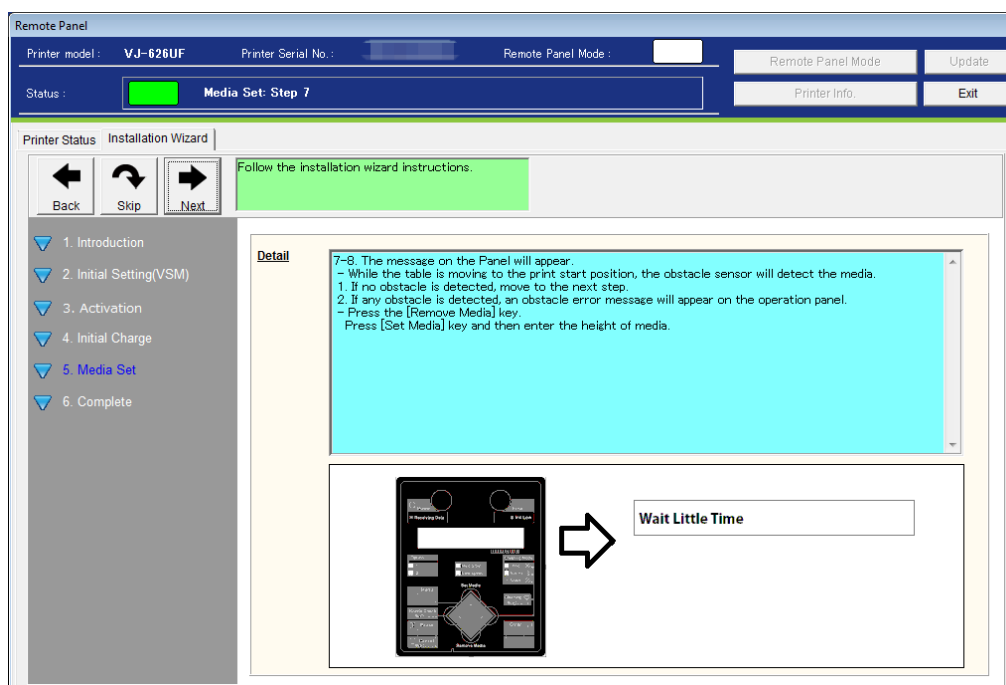 Remote Panel
Printer model : VJ-626UF Printer Serial No. : Remote Panel Mode :
Remote Panel Mode Update
Status : Media Set: Step 7
Printer Info. Exit
Printer Status Installation Wizard
Back Skip Next
Follow the installation wizard instructions.
1. Introduction
2. Initial Setting(VSM)
3. Activation
4. Initial Charge
5. Media Set
6. Complete
Detail
7-8. The message on the Panel will appear.
- While the table is moving to the print start position, the obstacle sensor will detect the media.
1. If no obstacle is detected, move to the next step.
2. If any obstacle is detected, an obstacle error message will appear on the operation panel.
- Press the [Remove Media] key.
Press [Set Media] key and then enter the height of media.
Receiving Data
Set Media
Remove Media
Wait Little Time